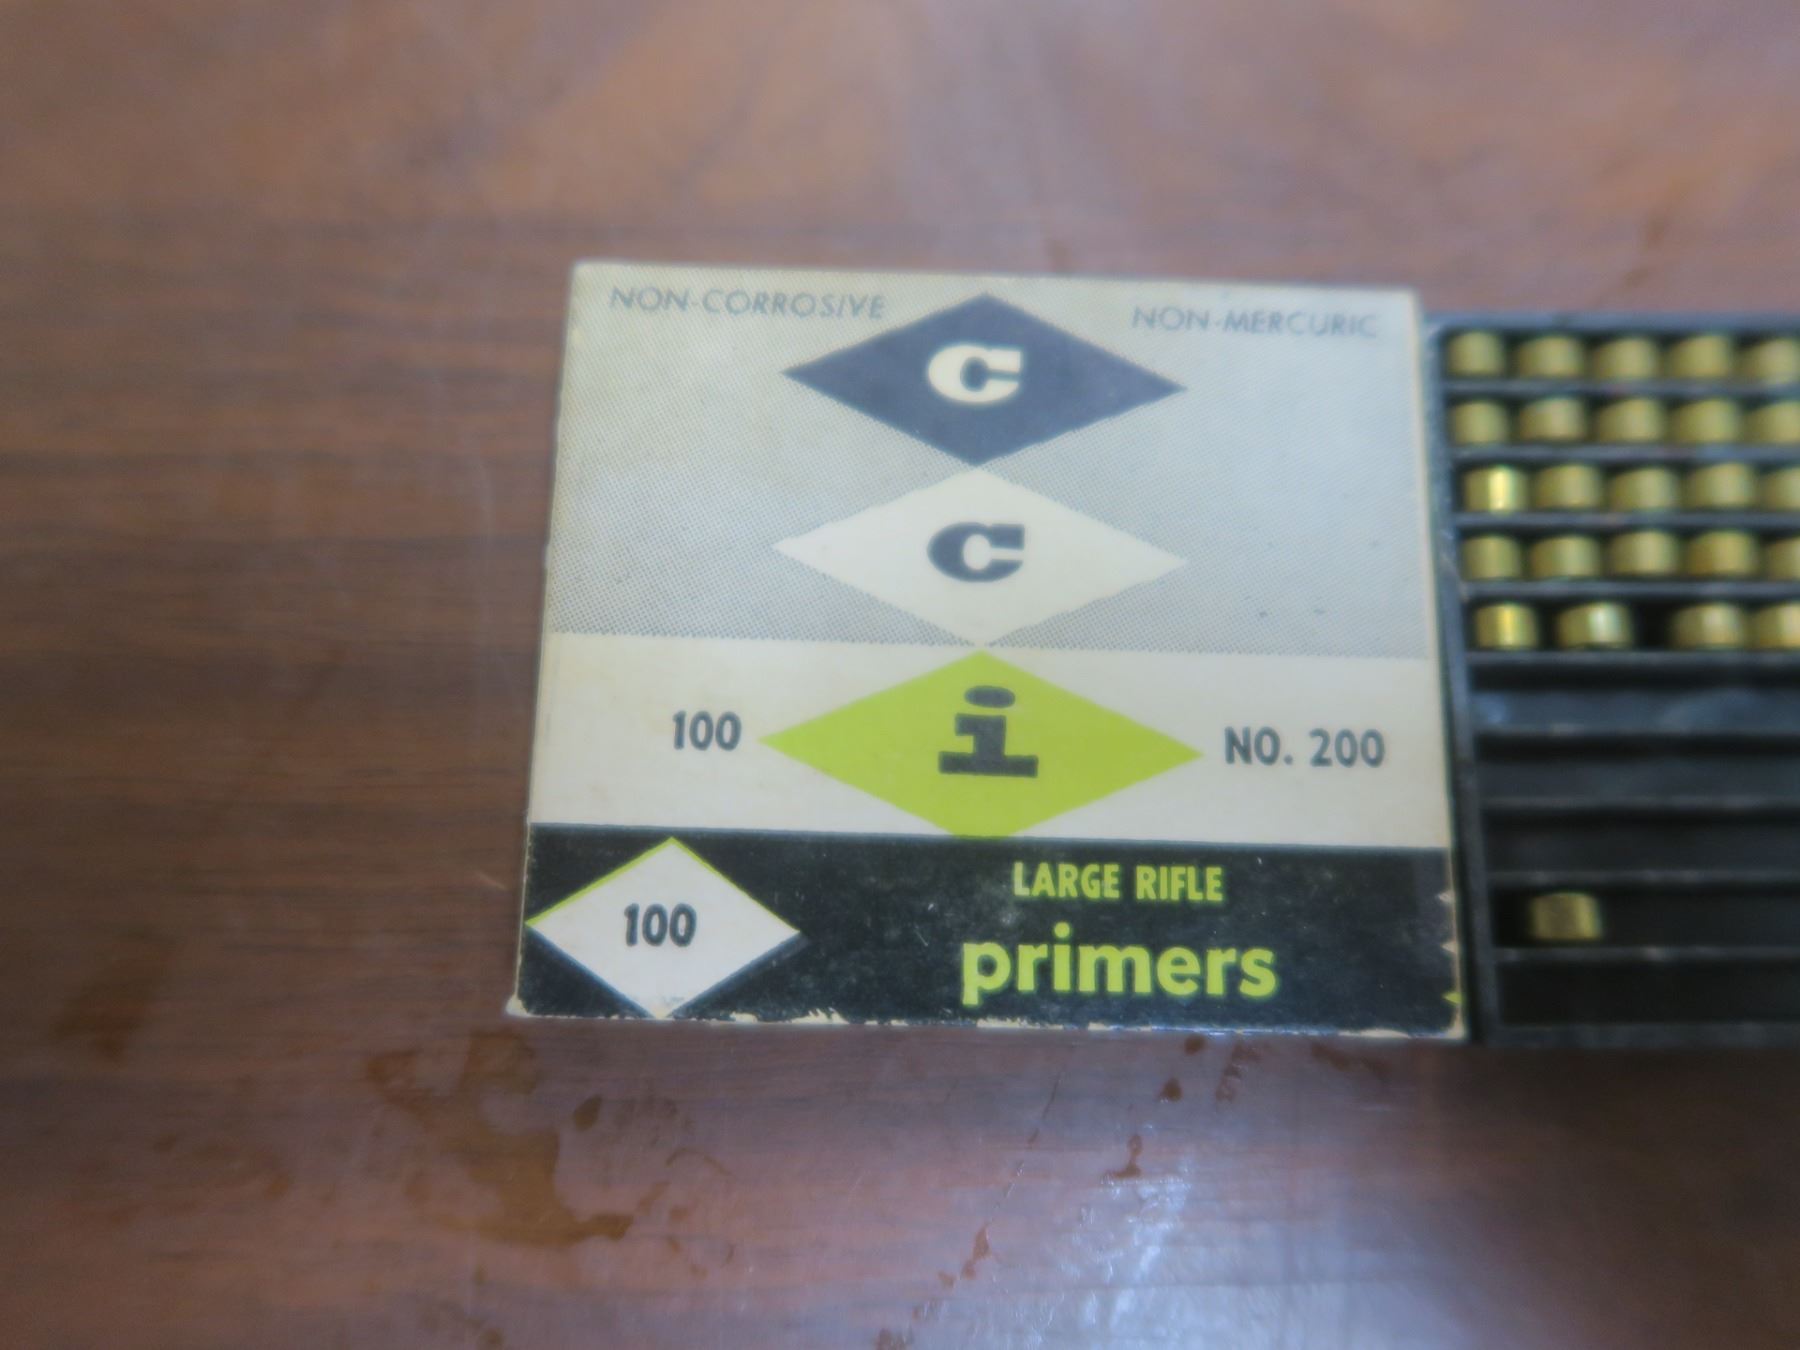 NON-CORROSIVE NON-MERCURIC
C
C
i
100 NO. 200
LARGE RIFLE
100
primers